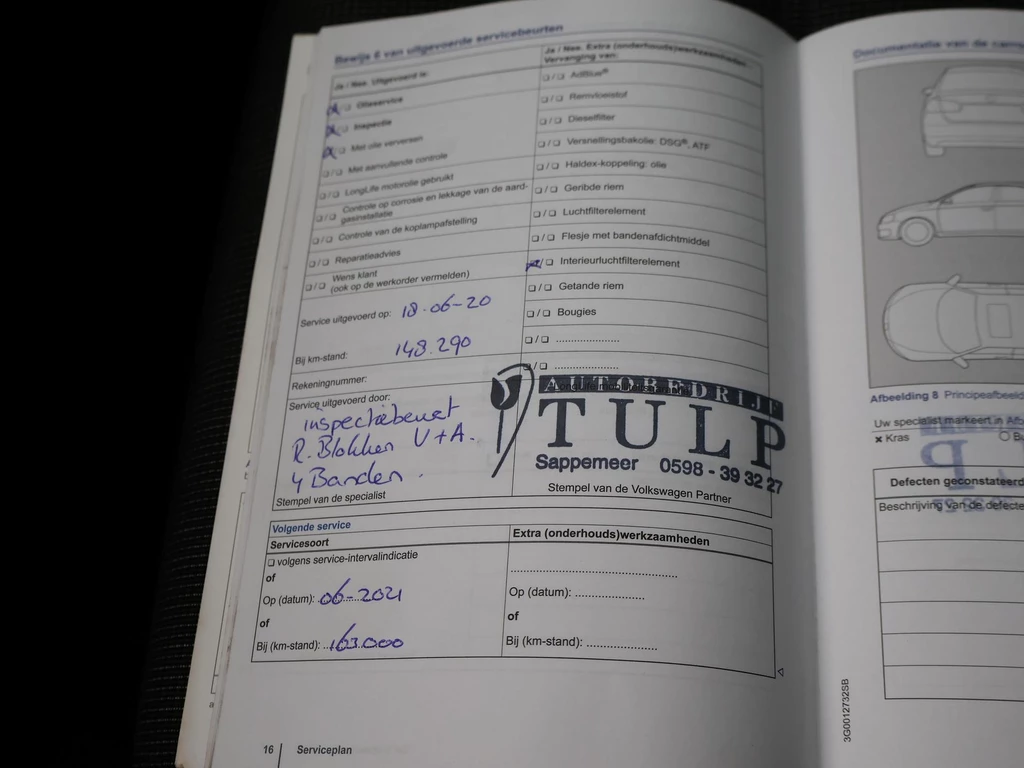 Bewijs 6 van uitgevoerde servicebeurten
Ja / Nee. Uitgevoerd is:
❏/❏ Olieservice
❏/❏ Inspectie
❏/❏ Met olie verversen
❏/❏ Met aanvullende controle
❏/❏ LongLife motorolie gebruikt
❏/❏ Controle op corrosie en lekkage van de aard-
gasinstallatie
❏/❏ Controle van de koplampafstelling
❏/❏ Reparatieadvies
❏/❏ Wens klant
(ook op de werkorder vermelden)
Service uitgevoerd op: 18-06-20
Bij km-stand: 148.290
Rekeningnummer:
Service uitgevoerd door:
inspectiebeurt
R. Blokken V+A.
4 Banden.
Stempel van de specialist
Ja / Nee. Extra (onderhouds)werkzaamheden
Vervanging van:
❏/❏ AdBlue®
❏/❏ Remvloeistof
❏/❏ Dieselfilter
❏/❏ Versnellingsbakolie: DSG®, ATF
❏/❏ Haldex-koppeling: olie
❏/❏ Geribde riem
❏/❏ Luchtfilterelement
❏/❏ Flesje met bandenafdichtmiddel
❏/❏ Interieurluchtfilterelement
❏/❏ Getande riem
❏/❏ Bougies
❏/❏ ....................
❏/❏ ....................
AUTOBEDRIJF
TULP
Sappemeer 0598 - 39 32 27
Stempel van de Volkswagen Partner
Volgende service
Servicesoort
❏ volgens service-intervalindicatie
of
Op (datum): 06-2021
of
Bij (km-stand): 163.000
Extra (onderhouds)werkzaamheden
....................
Op (datum): ....................
of
Bij (km-stand): ....................
16 Serviceplan
Documentatie van de
Afbeelding 8
Uw specialist markeert in
✖ Kras
Defecten geconstateerd
Beschrijving van de defecte
3G0012732SB